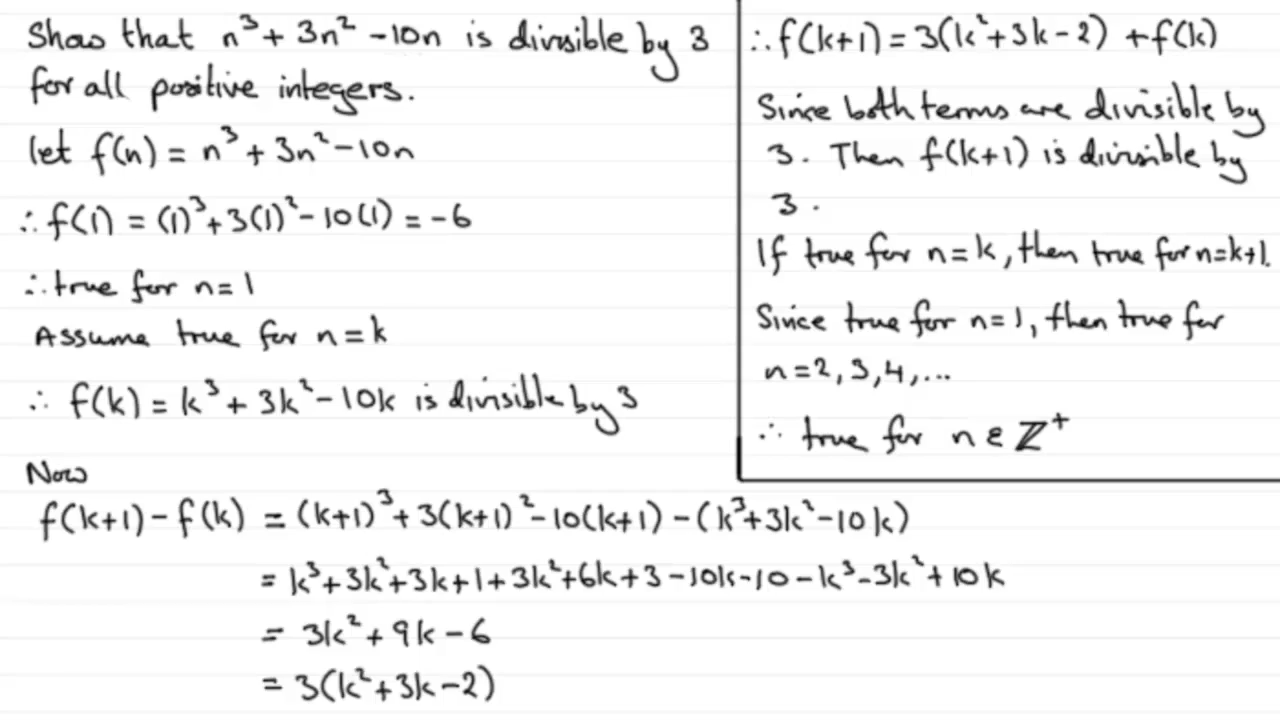 Show that n³ + 3n² - 10n is divisible by 3
for all positive integers.
let f(n) = n³ + 3n² - 10n
∴ f(1) = (1)³ + 3(1)² - 10(1) = -6
∴ true for n = 1
Assume true for n = k
∴ f(k) = k³ + 3k² - 10k is divisible by 3
Now
f(k+1) - f(k) = (k+1)³ + 3(k+1)² - 10(k+1) - (k³ + 3k² - 10k)
= k³ + 3k² + 3k + 1 + 3k² + 6k + 3 - 10k - 10 - k³ - 3k² + 10k
= 3k² + 9k - 6
= 3(k² + 3k - 2)
∴ f(k+1) = 3(k² + 3k - 2) + f(k)
Since both terms are divisible by
3. Then f(k+1) is divisible by
3.
If true for n = k, then true for n = k+1.
Since true for n = 1, then true for
n = 2, 3, 4, ...
∴ true for n ∈ ℤ⁺